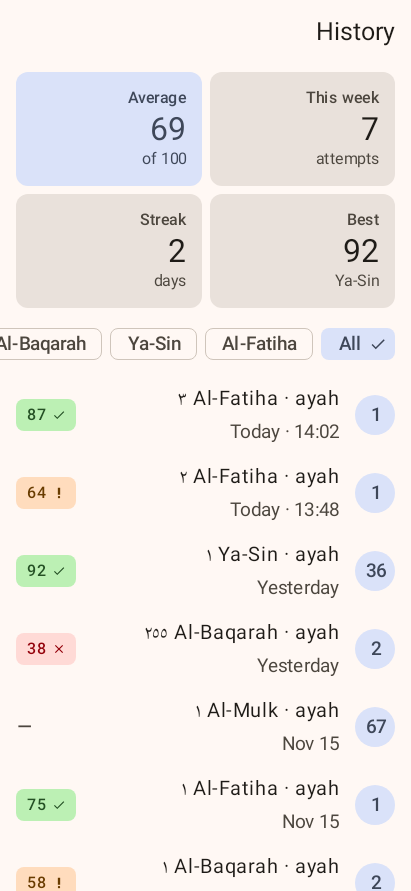 History
This week
7
attempts
Average
69
of 100
Best
92
Ya-Sin
Streak
2
days
All
Al-Fatiha
Ya-Sin
Al-Baqarah
1
Al-Fatiha · ayah ٣
Today · 14:02
87
1
Al-Fatiha · ayah ٢
Today · 13:48
64 !
36
Ya-Sin · ayah ١
Yesterday
92
2
Al-Baqarah · ayah ٢٥٥
Yesterday
38
67
Al-Mulk · ayah ١
Nov 15
—
1
Al-Fatiha · ayah ١
Nov 15
75
2
Al-Baqarah · ayah ١
58 !